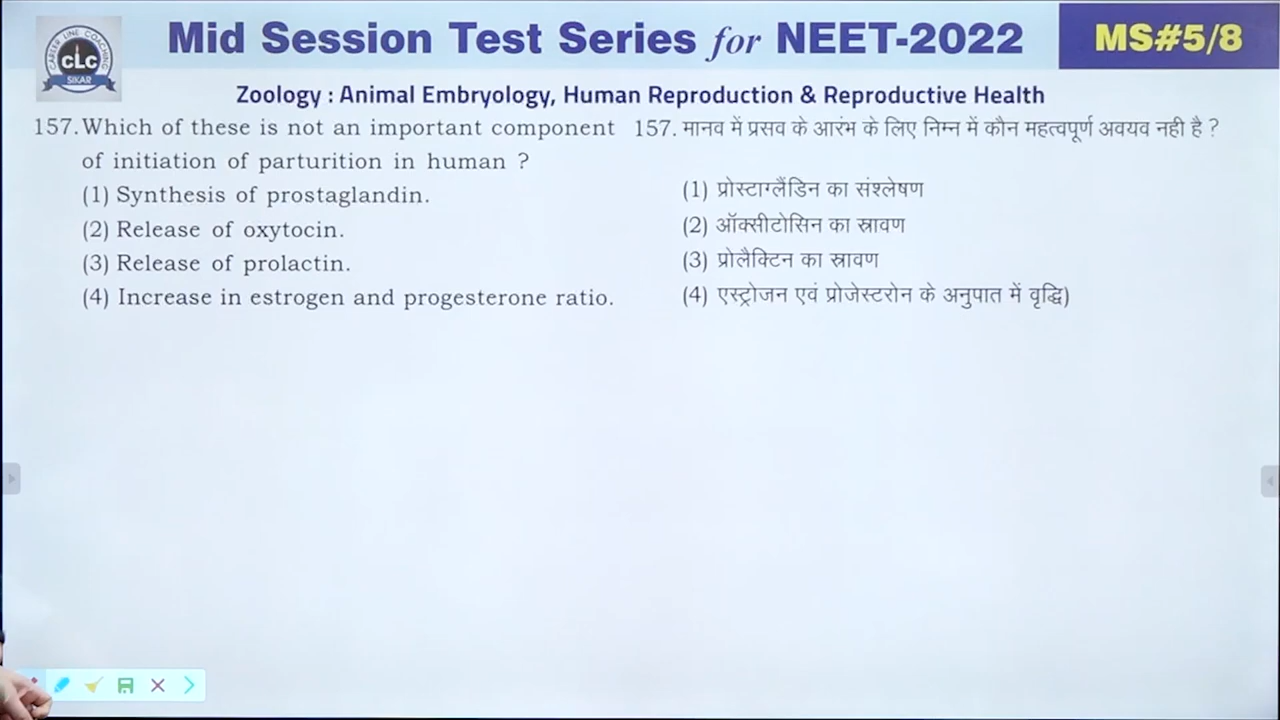 Mid Session Test Series for NEET-2022
MS#5/8
CAREER LINE COACHING
CLC
SIKAR
Zoology : Animal Embryology, Human Reproduction & Reproductive Health
157. Which of these is not an important component
of initiation of parturition in human ?
(1) Synthesis of prostaglandin.
(2) Release of oxytocin.
(3) Release of prolactin.
(4) Increase in estrogen and progesterone ratio.
157. मानव में प्रसव के आरंभ के लिए निम्न में कौन महत्वपूर्ण अवयव नही है ?
(1) प्रोस्टाग्लैंडिन का संश्लेषण
(2) ऑक्सीटोसिन का स्रावण
(3) प्रोलैक्टिन का स्रावण
(4) एस्ट्रोजन एवं प्रोजेस्टरोन के अनुपात में वृद्धि)